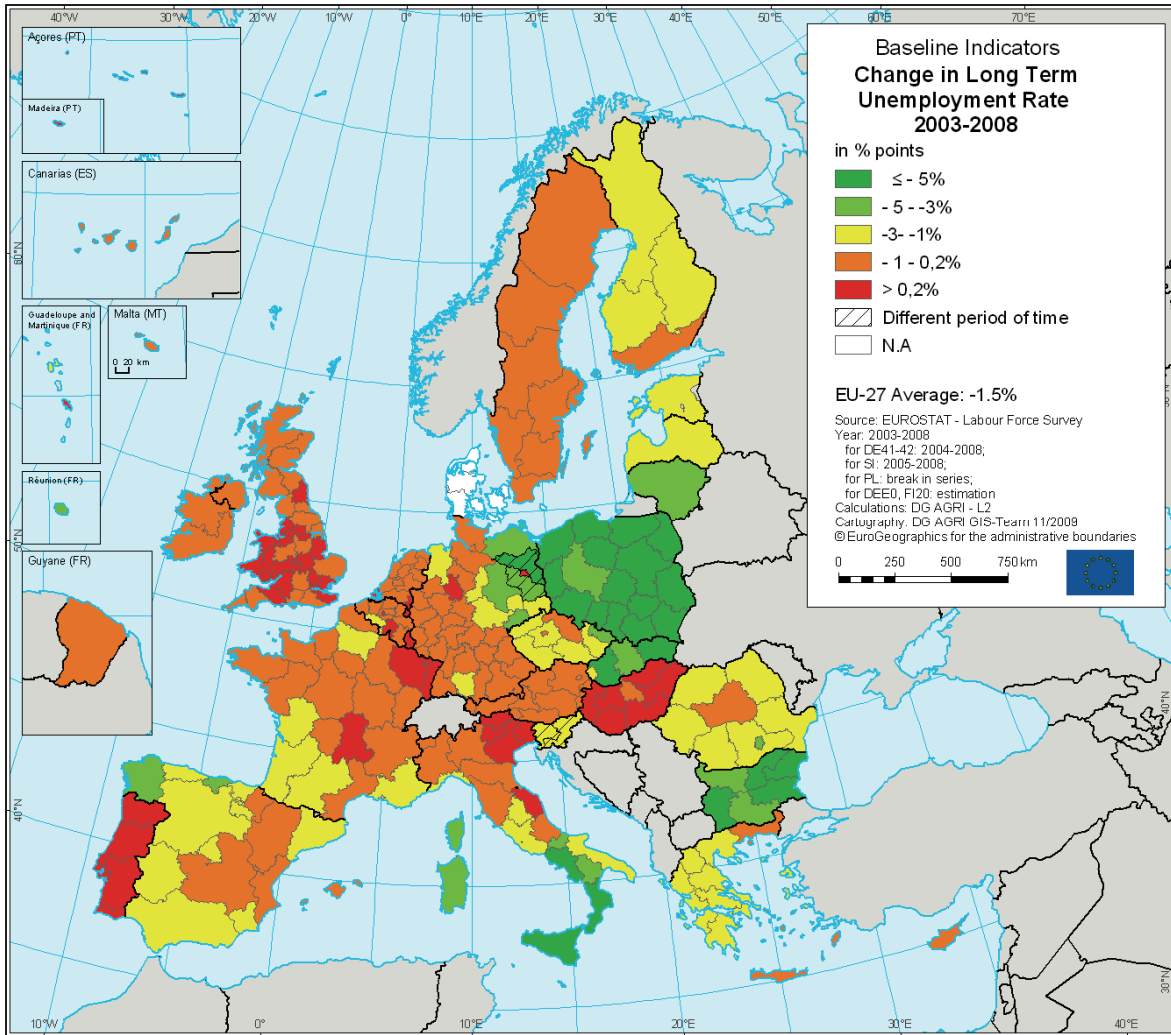 40°W
30°W
20°W
10°W
0°
10°E
20°E
30°E
40°E
50°E
60°E
70°E
Açores (PT)
Madeira (PT)
Canarias (ES)
Guadeloupe and
Martinique (FR)
Malta (MT)
0 20 km
Réunion (FR)
Guyane (FR)
Baseline Indicators
Change in Long Term
Unemployment Rate
2003-2008
in % points
≤ - 5%
- 5 - -3%
-3- -1%
- 1 - 0,2%
> 0,2%
Different period of time
N.A
EU-27 Average: -1.5%
Source: EUROSTAT - Labour Force Survey
Year: 2003-2008
for DE41-42: 2004-2008;
for SI: 2005-2008;
for PL: break in series;
for DEE0, FI20: estimation
Calculations: DG AGRI - L2
Cartography: DG AGRI GIS-Team 11/2009
© EuroGeographics for the administrative boundaries
0 250 500 750 km
60°N
50°N
40°N
40°N
30°N
10°W
0°
10°E
20°E
30°E
40°E